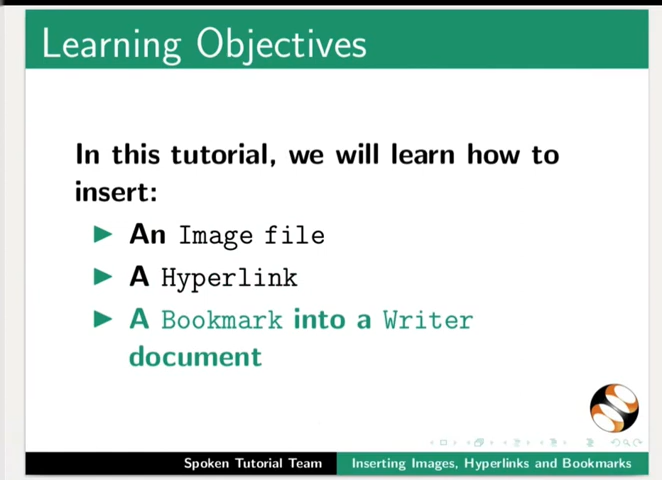 Learning Objectives
In this tutorial, we will learn how to
insert:
An Image file
A Hyperlink
A Bookmark into a Writer
document
Spoken Tutorial Team Inserting Images, Hyperlinks and Bookmarks